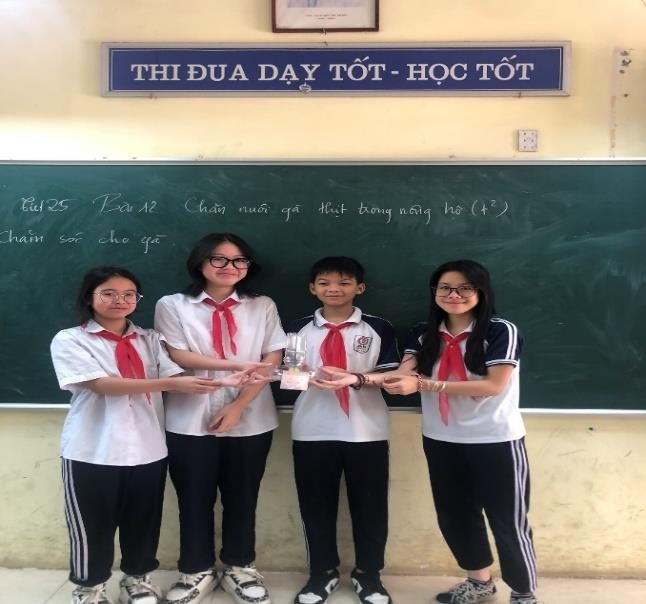 THI ĐUA DẠY TỐT - HỌC TỐT
Tiết 25 Bài 12 Chăn nuôi gà thịt trong nông hộ (t²)
Chăm sóc cho gà